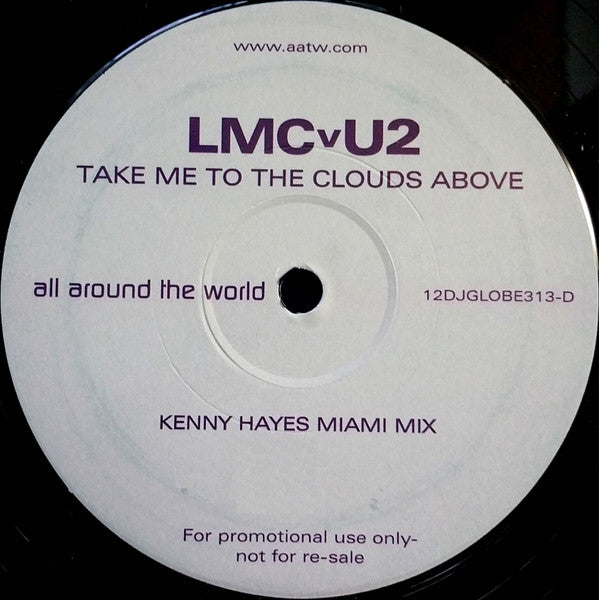 www.aatw.com
LMCvU2
TAKE ME TO THE CLOUDS ABOVE
all around the world
12DJGLOBE313-D
KENNY HAYES MIAMI MIX
For promotional use only-
not for re-sale